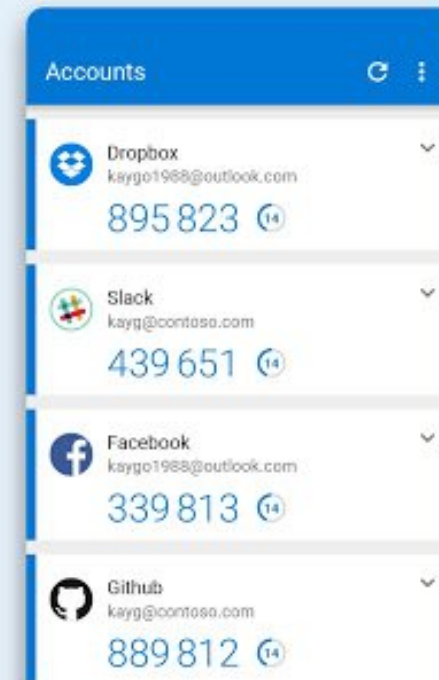 Accounts
Dropbox
kaygo1988@outlook.com
895 823 14
Slack
kayg@contoso.com
439 651 14
Facebook
kaygo1988@outlook.com
339 813 14
Github
kayg@contoso.com
889 812 14